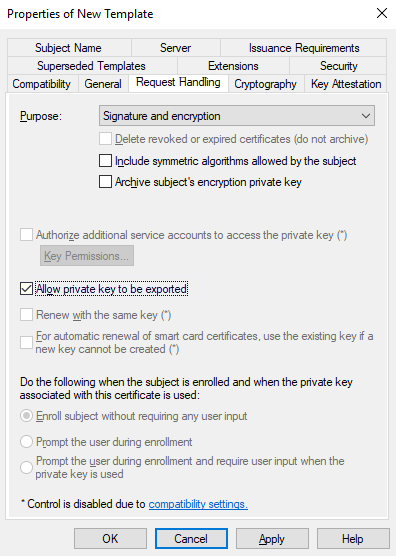 Properties of New Template
Subject Name Server Issuance Requirements
Superseded Templates Extensions Security
Compatibility General Request Handling Cryptography Key Attestation
Purpose: Signature and encryption
Delete revoked or expired certificates (do not archive)
Include symmetric algorithms allowed by the subject
Archive subject's encryption private key
Authorize additional service accounts to access the private key (*)
Key Permissions...
Allow private key to be exported
Renew with the same key (*)
For automatic renewal of smart card certificates, use the existing key if a
new key cannot be created (*)
Do the following when the subject is enrolled and when the private key
associated with this certificate is used:
Enroll subject without requiring any user input
Prompt the user during enrollment
Prompt the user during enrollment and require user input when the
private key is used
* Control is disabled due to compatibility settings.
OK Cancel Apply Help